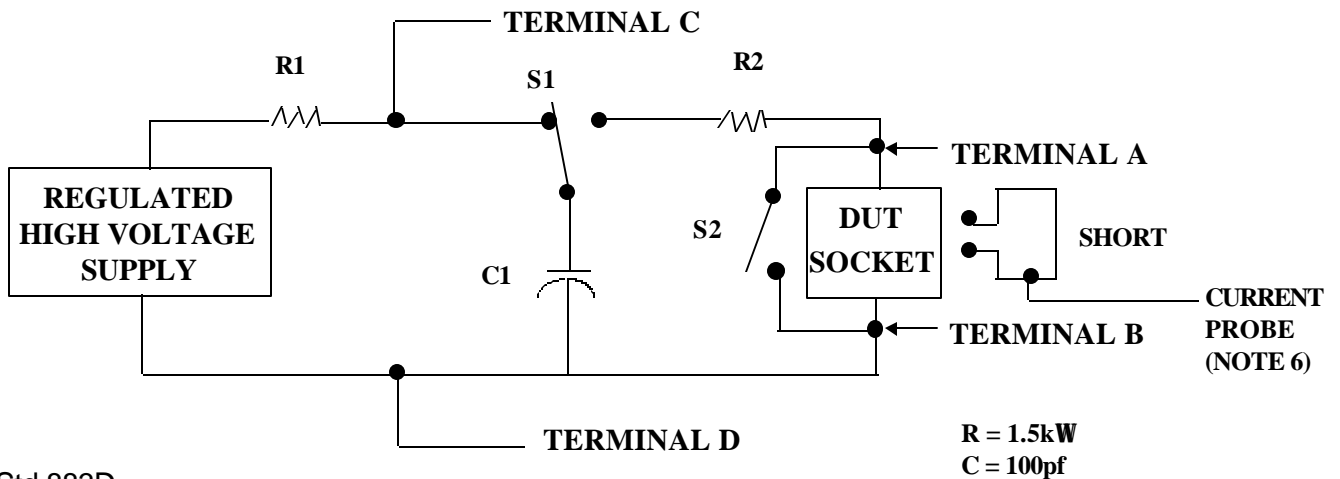 TERMINAL C
R1
S1
R2
REGULATED
HIGH VOLTAGE
SUPPLY
TERMINAL A
S2
DUT
SOCKET
SHORT
C1
CURRENT
PROBE
(NOTE 6)
TERMINAL B
TERMINAL D
R = 1.5kW
C = 100pf